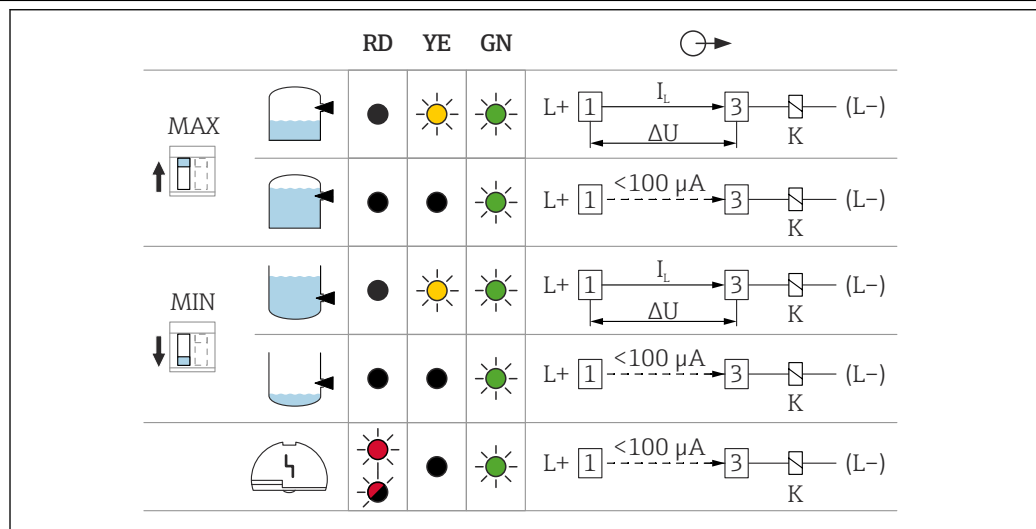 RD YE GN
MAX
L+ 1 I_L 3 (L–)
ΔU K
L+ 1 <100 µA 3 (L–)
K
MIN
L+ 1 I_L 3 (L–)
ΔU K
L+ 1 <100 µA 3 (L–)
K
L+ 1 <100 µA 3 (L–)
K